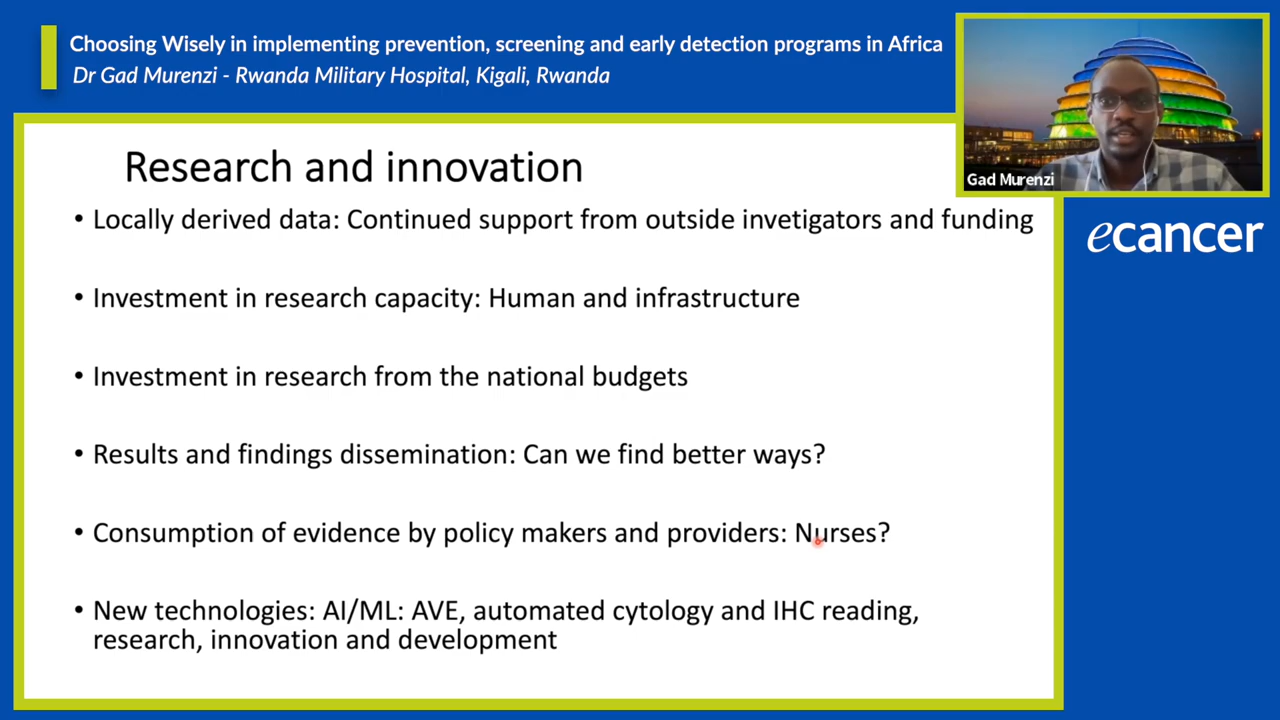 Choosing Wisely in implementing prevention, screening and early detection programs in Africa
Dr Gad Murenzi - Rwanda Military Hospital, Kigali, Rwanda
Gad Murenzi
ecancer
Research and innovation
• Locally derived data: Continued support from outside invetigators and funding
• Investment in research capacity: Human and infrastructure
• Investment in research from the national budgets
• Results and findings dissemination: Can we find better ways?
• Consumption of evidence by policy makers and providers: Nurses?
• New technologies: AI/ML: AVE, automated cytology and IHC reading,
research, innovation and development